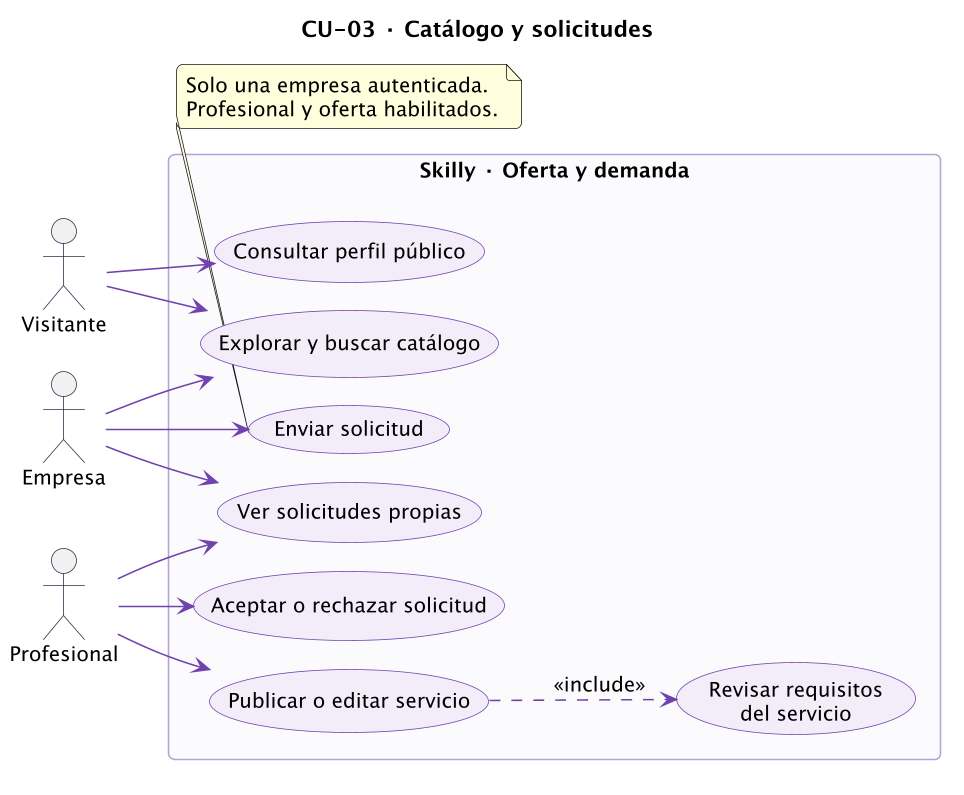 CU-03 · Catálogo y solicitudes
Solo una empresa autenticada.
Profesional y oferta habilitados.
Skilly · Oferta y demanda
Consultar perfil público
Visitante
Explorar y buscar catálogo
Enviar solicitud
Empresa
Ver solicitudes propias
Aceptar o rechazar solicitud
Profesional
Publicar o editar servicio
«include»
Revisar requisitos
del servicio